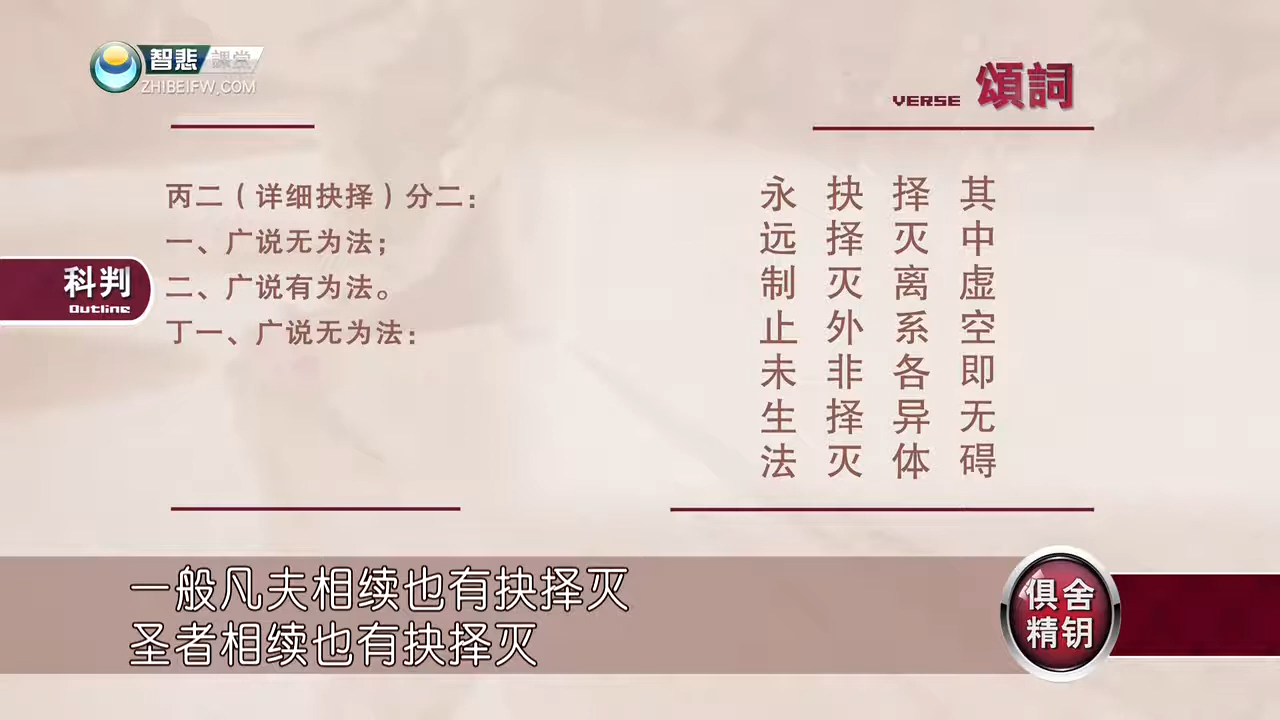 智悲課堂
ZHIBEIFW.COM
VERSE 頌詞
丙二（详细抉择）分二：
一、广说无为法；
二、广说有为法。
丁一、广说无为法：
科判
Outline
其中虚空即无碍
择灭离系各异体
抉择灭外非择灭
永远制止未生法
一般凡夫相续也有抉择灭
圣者相续也有抉择灭
俱舍
精钥